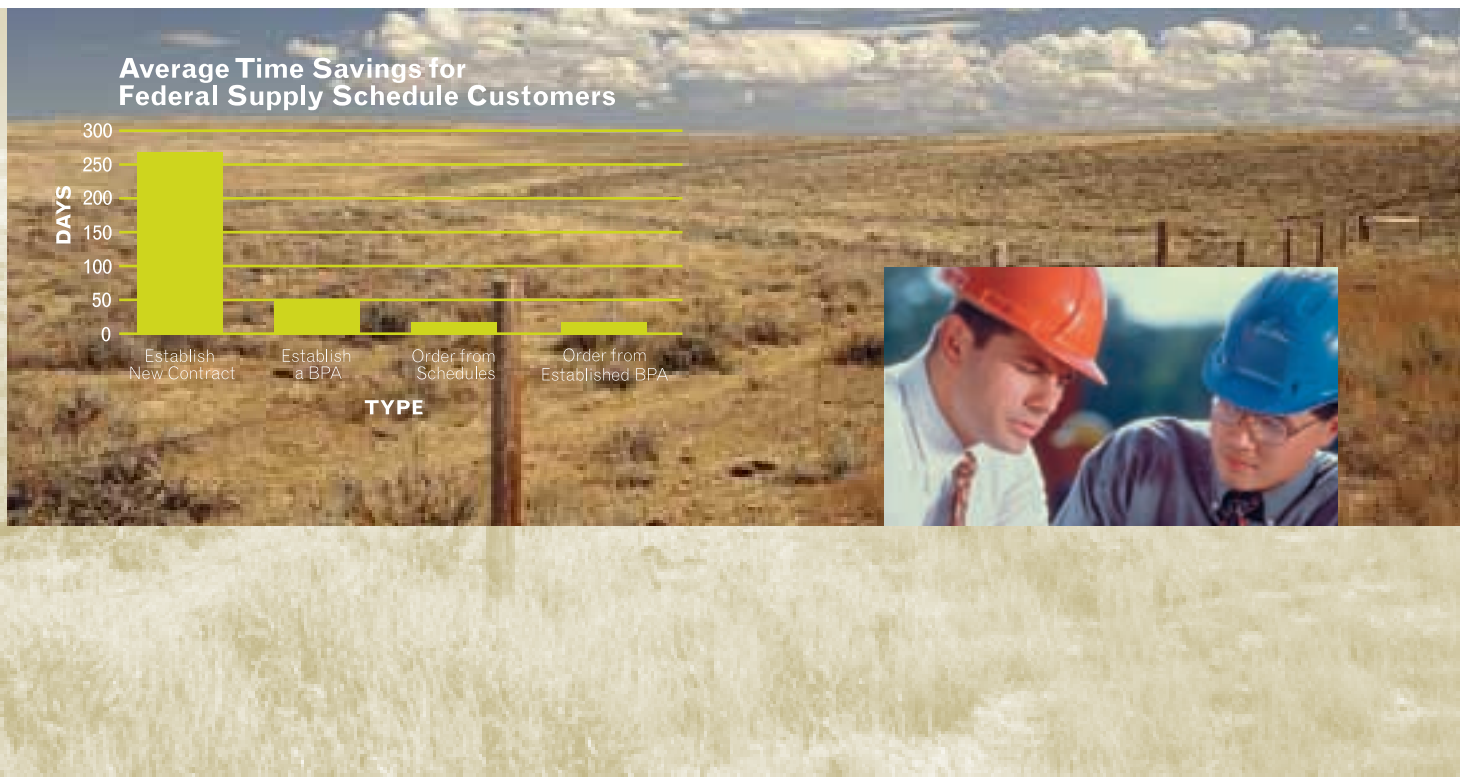 Average Time Savings for
Federal Supply Schedule Customers
300
250
200
150
100
50
0
DAYS
Establish
New Contract
Establish
a BPA
Order from
Schedules
Order from
Established BPA
TYPE